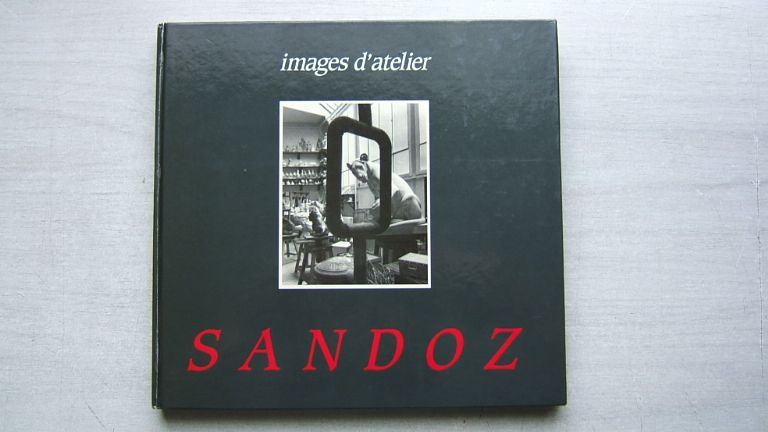 images d'atelier
SANDOZ